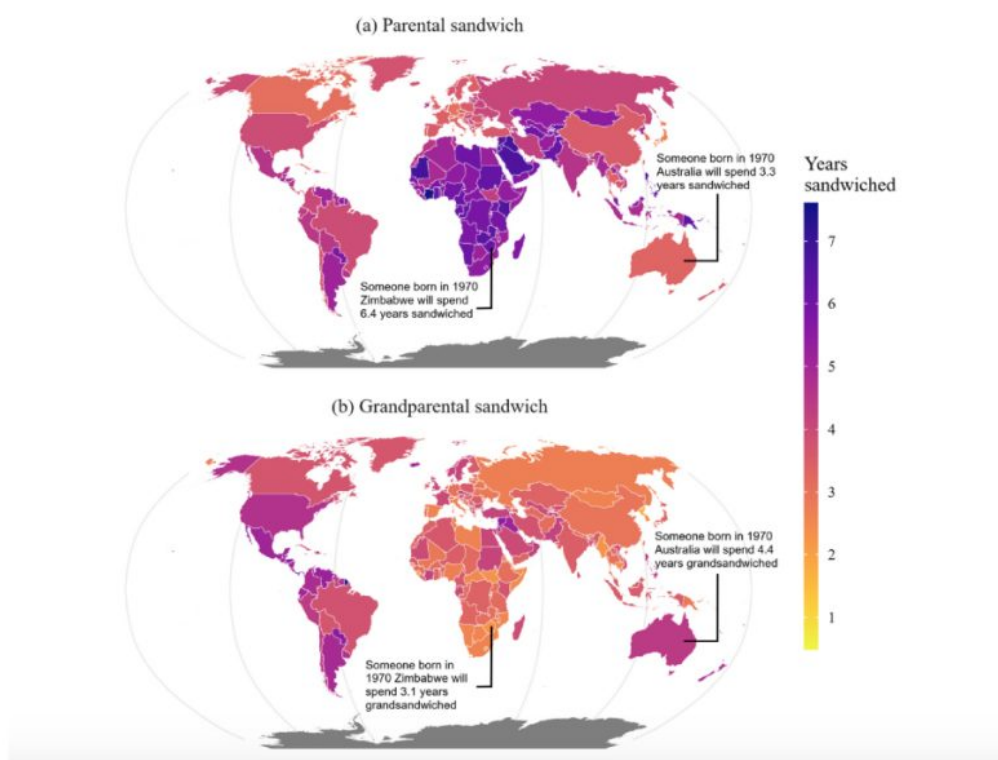 (a) Parental sandwich
Someone born in 1970
Australia will spend 3.3
years sandwiched
Someone born in 1970
Zimbabwe will spend
6.4 years sandwiched
Years
sandwiched
7
6
5
4
3
2
1
(b) Grandparental sandwich
Someone born in 1970
Australia will spend 4.4
years grandsandwiched
Someone born in
1970 Zimbabwe will
spend 3.1 years
grandsandwiched